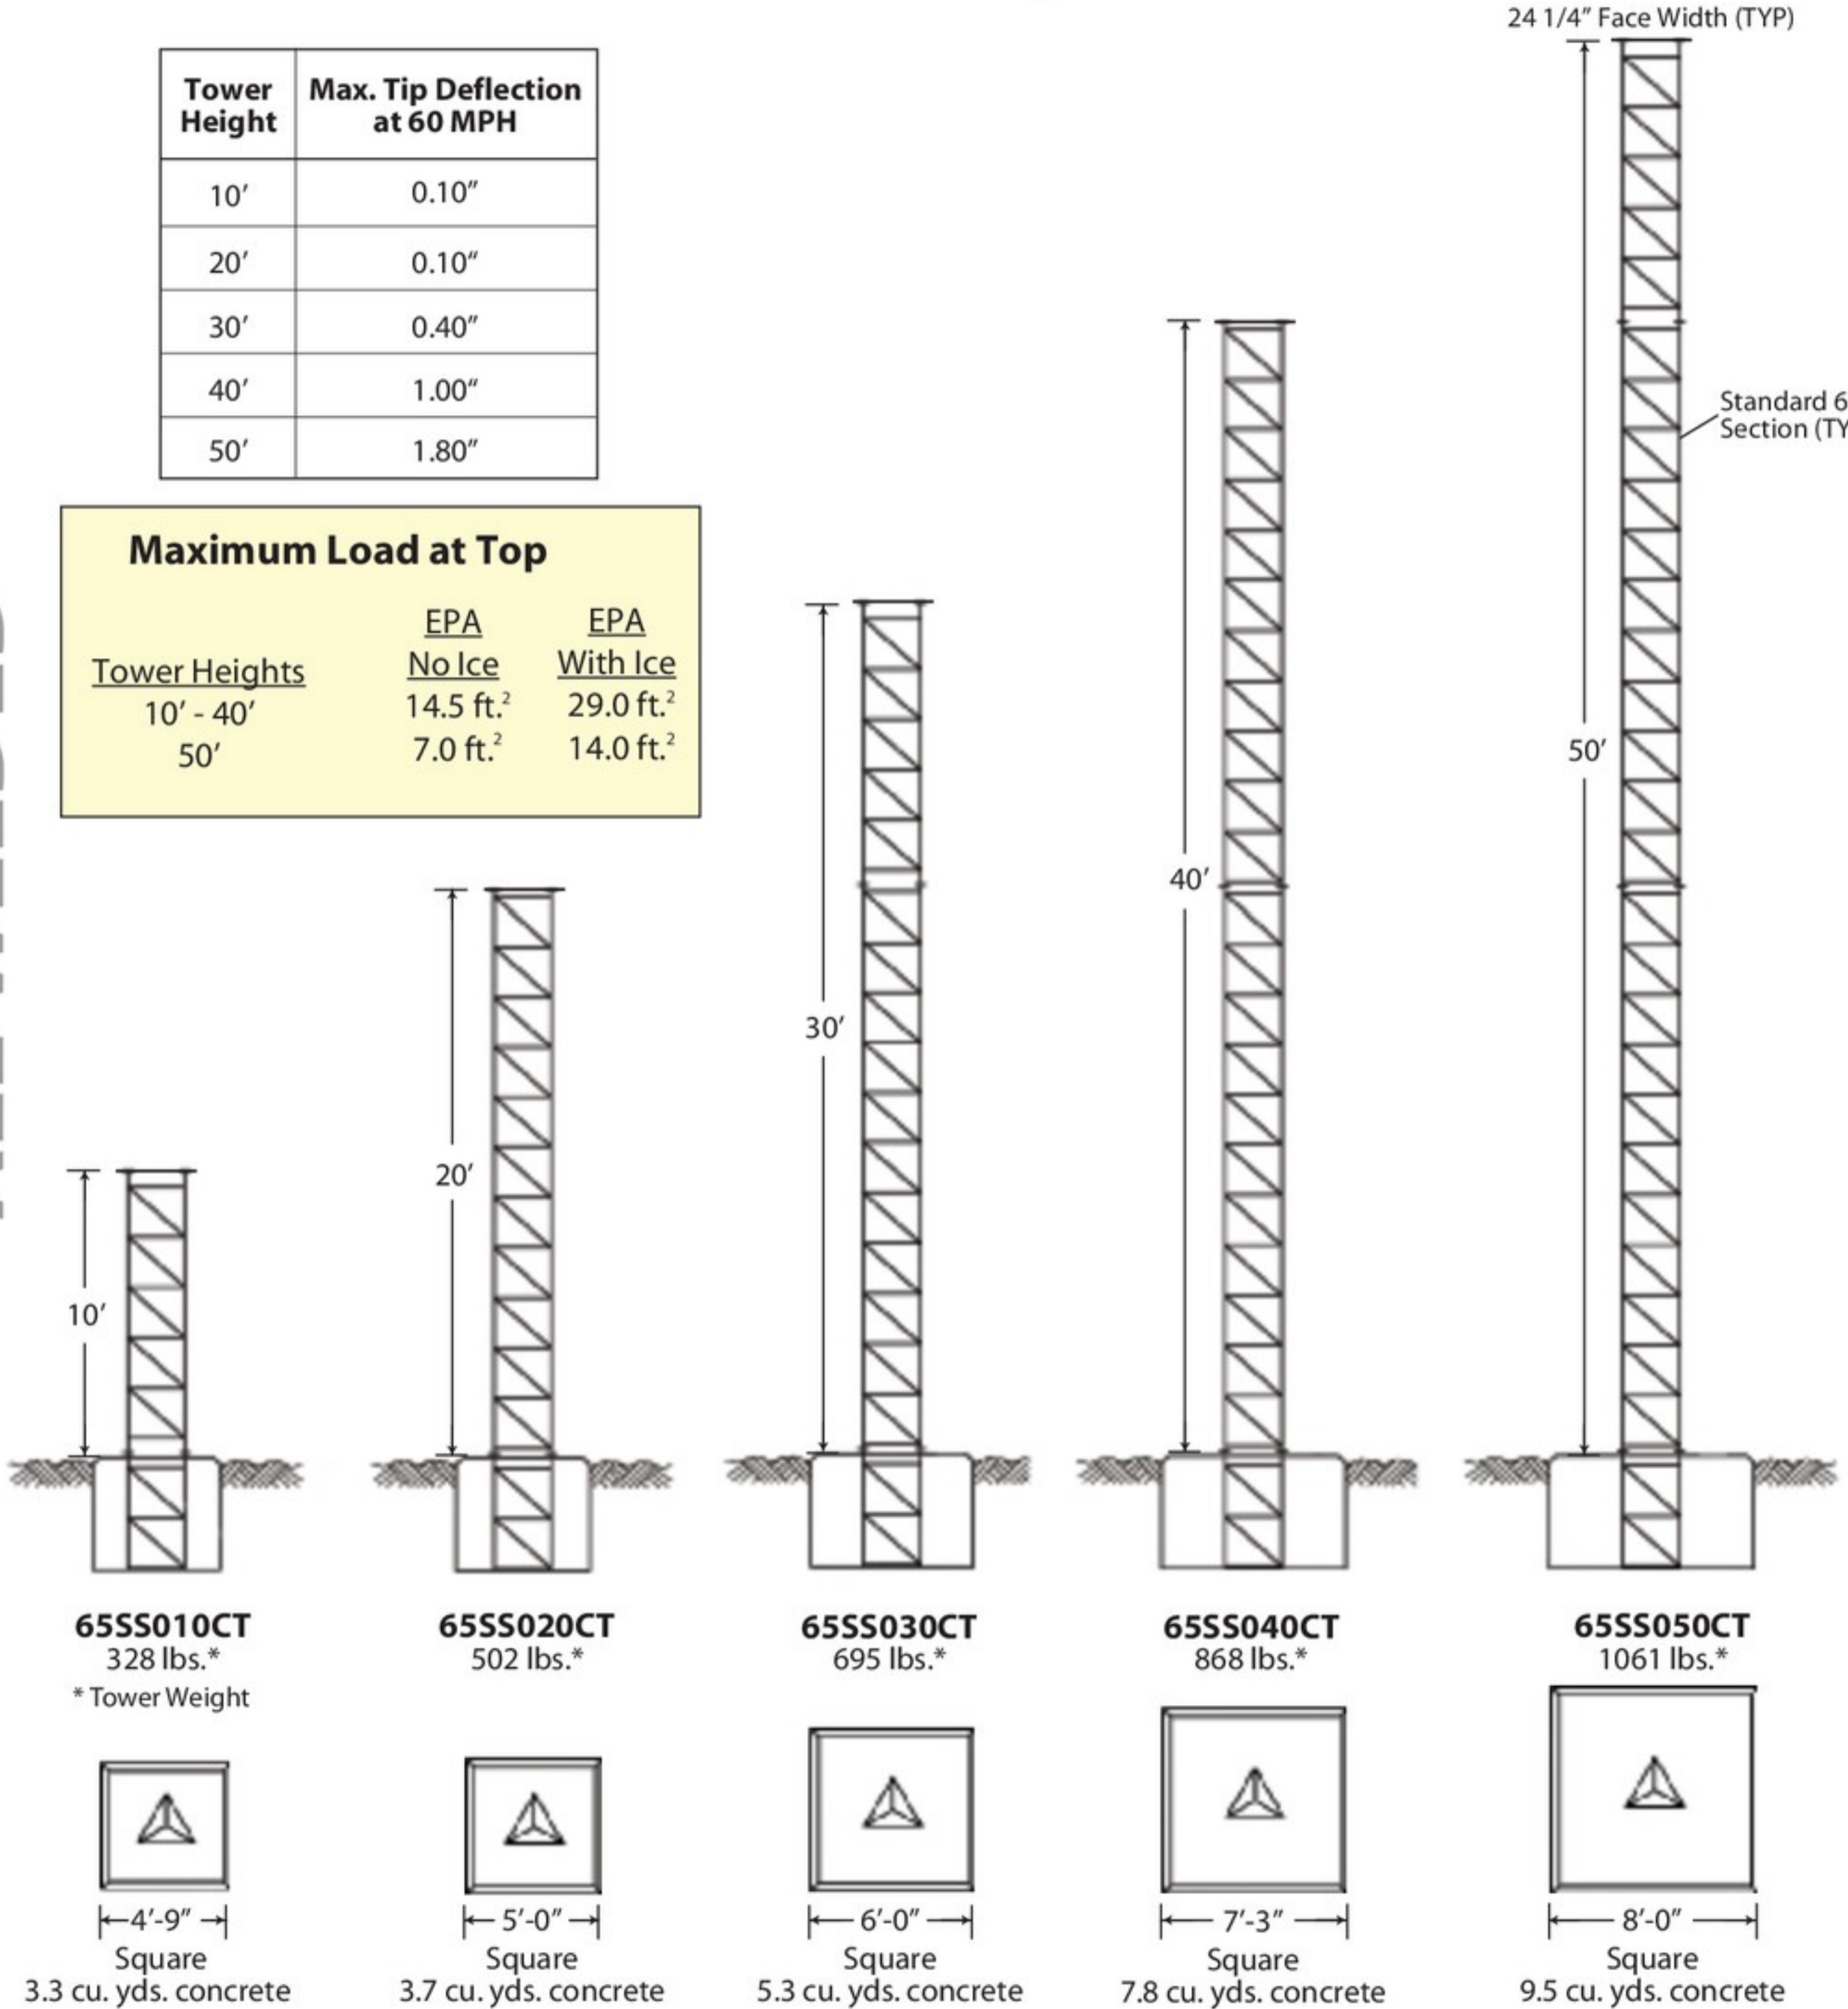 24 1/4” Face Width (TYP)
Tower Height
Max. Tip Deflection
at 60 MPH
10’ 0.10”
20’ 0.10”
30’ 0.40”
40’ 1.00”
50’ 1.80”
Standard 6
Section (TY
Maximum Load at Top
EPA EPA
Tower Heights No Ice With Ice
10’ - 40’ 14.5 ft.² 29.0 ft.²
50’ 7.0 ft.² 14.0 ft.²
10’
20’
30’
40’
50’
65SS010CT
328 lbs.*
* Tower Weight
65SS020CT
502 lbs.*
65SS030CT
695 lbs.*
65SS040CT
868 lbs.*
65SS050CT
1061 lbs.*
4’-9”
Square
3.3 cu. yds. concrete
5’-0”
Square
3.7 cu. yds. concrete
6’-0”
Square
5.3 cu. yds. concrete
7’-3”
Square
7.8 cu. yds. concrete
8’-0”
Square
9.5 cu. yds. concrete